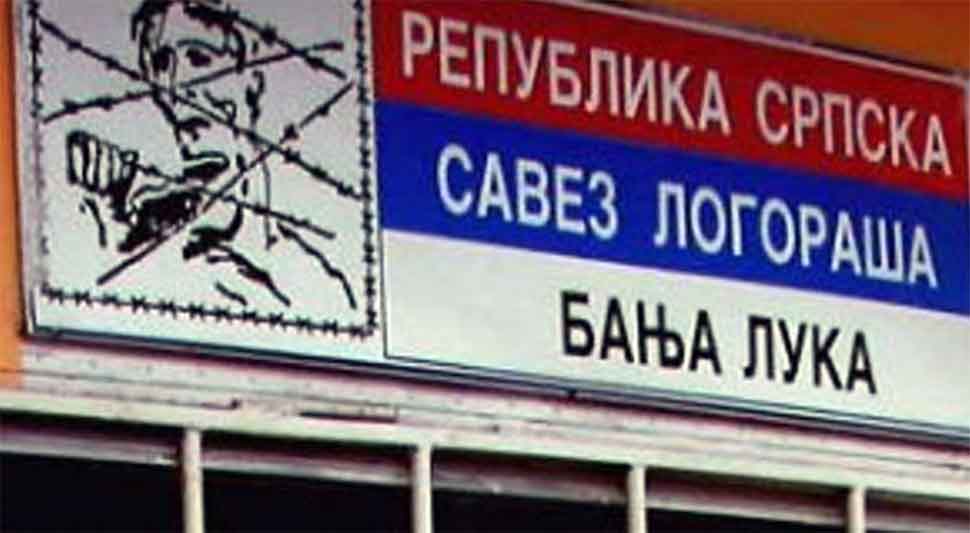 РЕПУБЛИКА СРПСКА
САВЕЗ ЛОГОРАША
БАЊА ЛУКА